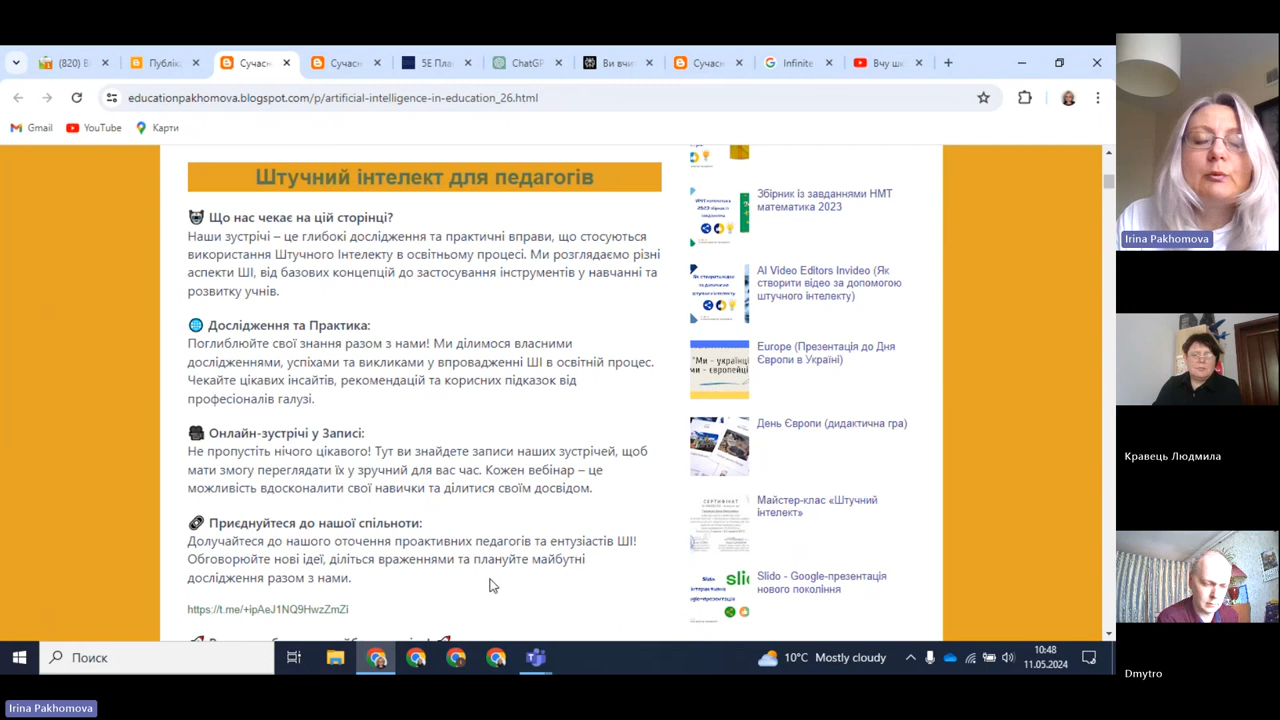 (820) В
Публік
Сучасн
Сучасн
5E Пла
ChatGP
Ви вчит
Сучасн
Infinite
Вчу шк
educationpakhomova.blogspot.com/p/artificial-intelligence-in-education_26.html
Gmail
YouTube
Карти
Штучний інтелект для педагогів
Що нас чекає на цій сторінці?
Наши зустрічі – це глибокі дослідження та практичні вправи, що стосуються
використання Штучного Інтелекту в освітньому процесі. Ми розглядаємо різні
аспекти ШІ, від базових концепцій до застосування інструментів у навчанні та
розвитку учнів.
Дослідження та Практика:
Поглиблюйте свої знання разом з нами! Ми ділимося власними
дослідженнями, успіхами та викликами у впровадженні ШІ в освітній процес.
Чекайте цікавих інсайтів, рекомендацій та корисних підказок від
професіоналів галузі.
Онлайн-зустрічі у Записі:
Не пропустіть нічого цікавого! Тут ви знайдете записи наших зустрічей, щоб
мати змогу переглядати їх у зручний для вас час. Кожен вебінар – це
можливість вдосконалити свої навички та ділитися своїм досвідом.
Приєднуйтеся до нашої спільноти:
Долучайтеся до нашого оточення проактивних педагогів та ентузіастів ШІ!
Обговорюйте нові ідеї, діліться враженнями та плануйте майбутні
дослідження разом з нами.
https://t.me/+ipAeJ1NQ9HwzZmZi
Збірник із завданнями НМТ
математика 2023
AI Video Editors Invideo (Як
створити відео за допомогою
штучного інтелекту)
"Ми - українці
ми - європейці
Europe (Презентація до Дня
Європи в Україні)
День Європи (дидактична гра)
СЕРТИФІКАТ
Майстер-клас «Штучний
інтелект»
Slido
Slido - Google-презентація
нового покоління
Поиск
10°C Mostly cloudy
10:48
11.05.2024
Irina Pakhomova
Кравець Людмила
Dmytro
Irina Pakhomova